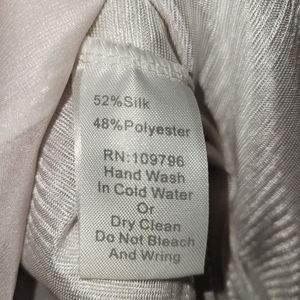 52%Silk
48%Polyester
RN:109796
Hand Wash
In Cold Water
Or
Dry Clean
Do Not Bleach
And Wring